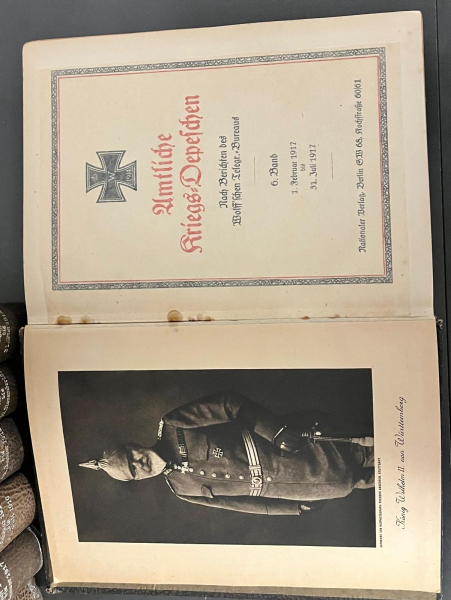 Amtliche
Kriegs-Depeschen
Nach Berichten des
Wolff'schen Telegr.-Bureaus
6. Band
1. Februar 1917
bis
31. Juli 1917
Nationaler Verlag, Berlin SW 68, Kochstraße 60/61
König Wilhelm II. von Württemberg